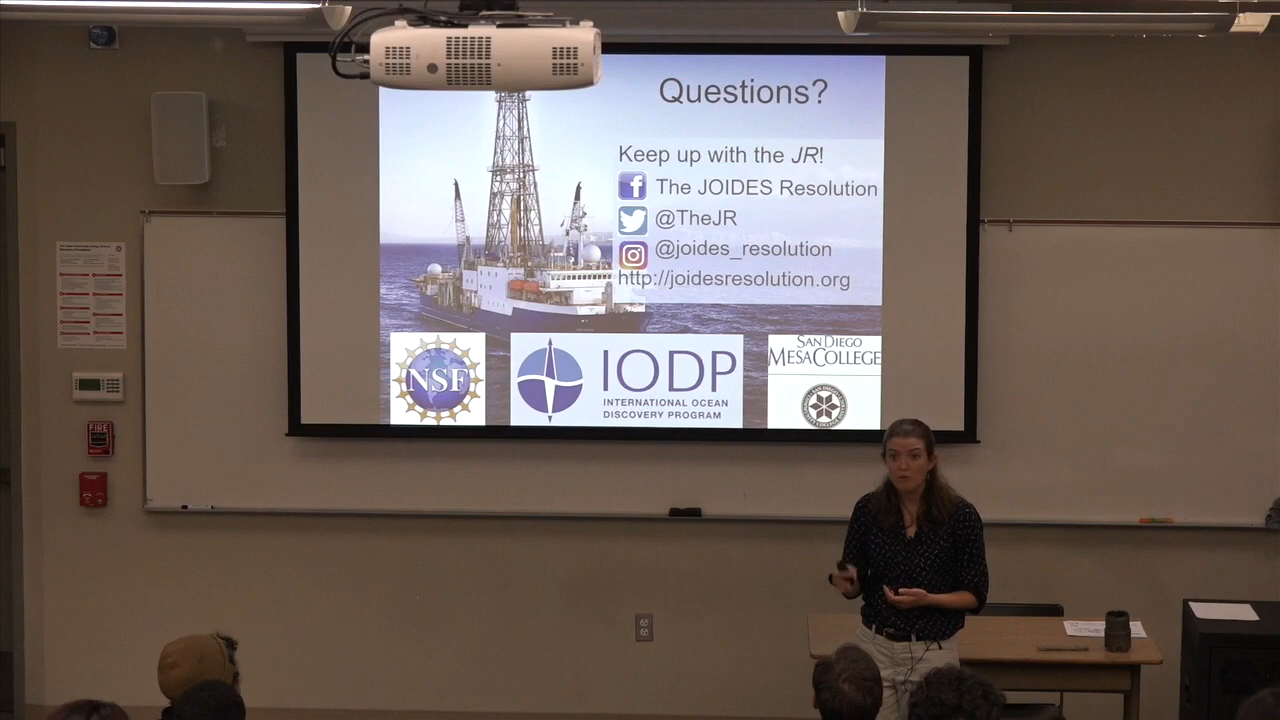 Questions?
Keep up with the JR!
The JOIDES Resolution
@TheJR
@joides_resolution
http://joidesresolution.org
NSF
IODP
INTERNATIONAL OCEAN
DISCOVERY PROGRAM
SAN DIEGO
MESA COLLEGE
FIRE